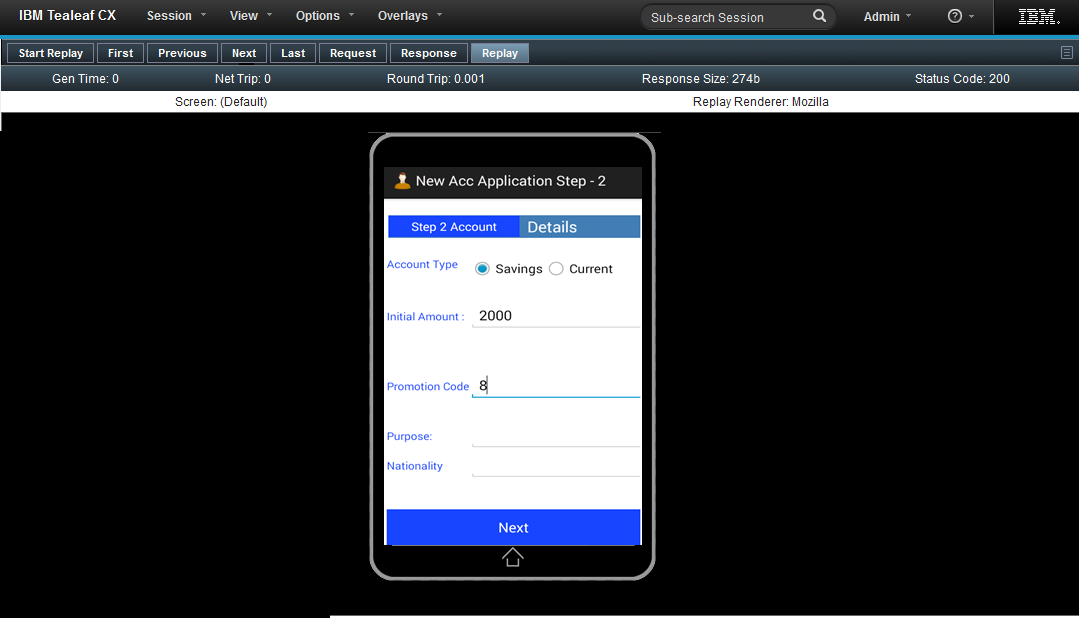 IBM Tealeaf CX Session View Options Overlays Sub-search Session Admin ? IBM.
Start Replay First Previous Next Last Request Response Replay
Gen Time: 0 Net Trip: 0 Round Trip: 0.001 Response Size: 274b Status Code: 200
Screen: (Default) Replay Renderer: Mozilla
New Acc Application Step - 2
Step 2 Account Details
Account Type Savings Current
Initial Amount : 2000
Promotion Code 8
Purpose:
Nationality
Next